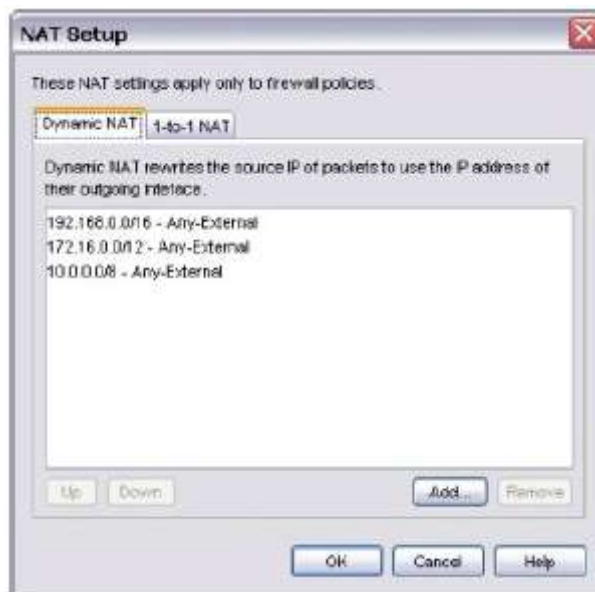 NAT Setup
These NAT settings apply only to firewall policies.
Dynamic NAT
1-to-1 NAT
Dynamic NAT rewrites the source IP of packets to use the IP address of
their outgoing interface.
192.168.0.0/16 - Any-External
172.16.0.0/12 - Any-External
10.0.0.0/8 - Any-External
Up
Down
Add...
Remove
OK
Cancel
Help